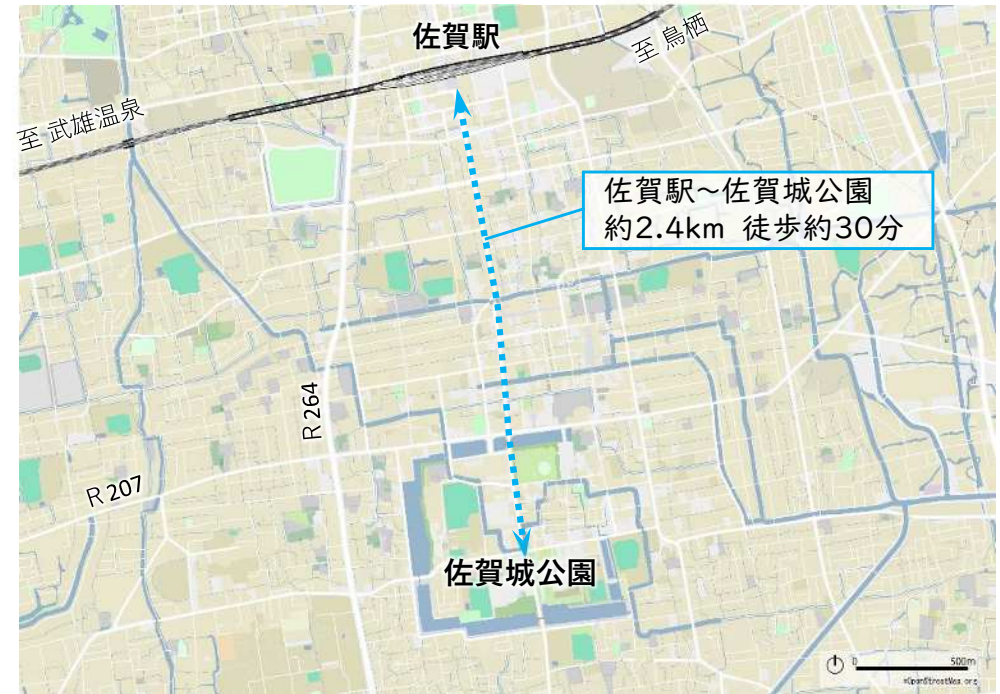 佐賀駅
至 鳥栖
至 武雄温泉
佐賀駅~佐賀城公園
約2.4km 徒歩約30分
R 264
R 207
佐賀城公園
0 500m
©OpenStreetMap.org